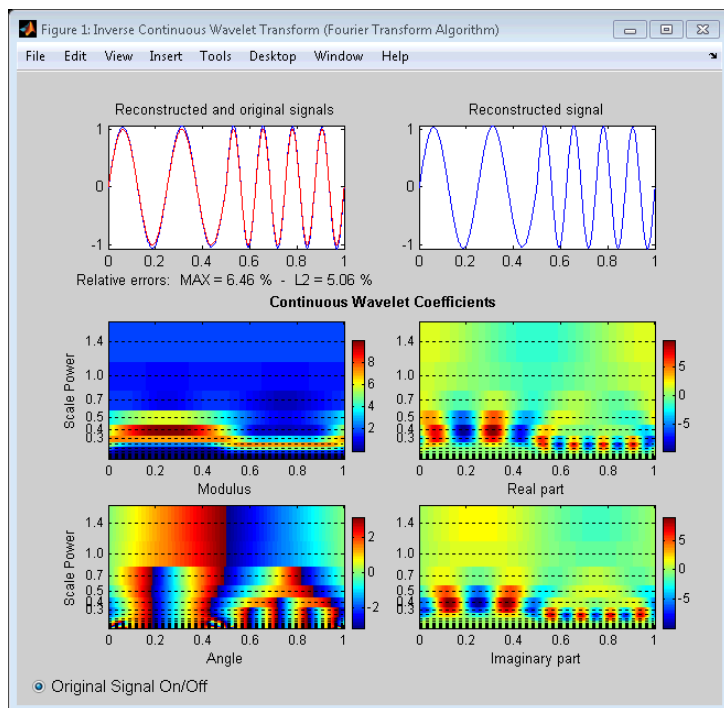 Figure 1: Inverse Continuous Wavelet Transform (Fourier Transform Algorithm)
File Edit View Insert Tools Desktop Window Help
Reconstructed and original signals
1
0
-1
0 0.2 0.4 0.6 0.8 1
Relative errors: MAX = 6.46 % - L2 = 5.06 %
Reconstructed signal
1
0
-1
0 0.2 0.4 0.6 0.8 1
Continuous Wavelet Coefficients
Scale Power
1.4
1.0
0.7
0.5
0.4
0.3
0 0.2 0.4 0.6 0.8 1
Modulus
8
6
4
2
1.4
1.0
0.7
0.5
0.4
0.3
0 0.2 0.4 0.6 0.8 1
Real part
5
0
-5
Scale Power
1.4
1.0
0.7
0.5
0.4
0.3
0 0.2 0.4 0.6 0.8 1
Angle
2
0
-2
1.4
1.0
0.7
0.5
0.4
0.3
0 0.2 0.4 0.6 0.8 1
Imaginary part
5
0
-5
Original Signal On/Off